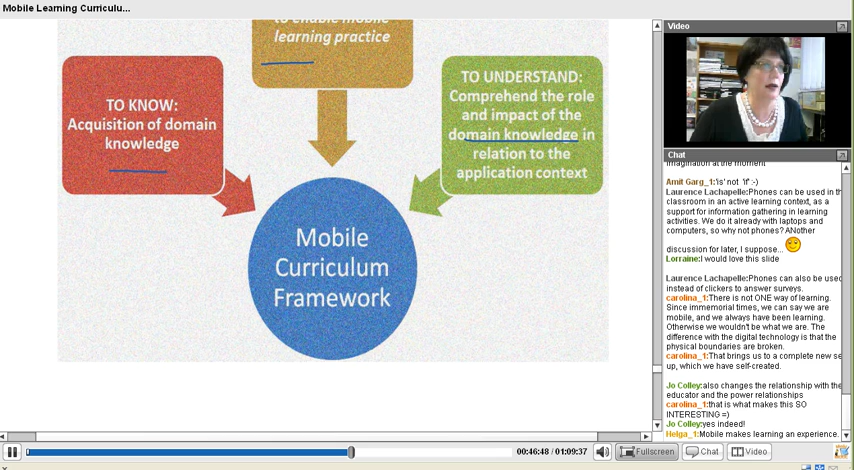 Mobile Learning Curriculu...
to enable mobile
learning practice
TO KNOW:
Acquisition of domain
knowledge
TO UNDERSTAND:
Comprehend the role
and impact of the
domain knowledge in
relation to the
application context
Mobile
Curriculum
Framework
Video
Chat
imagination at the moment
Amit Garg_1:'is' not 'if' :-)
Laurence Lachapelle:Phones can be used in th
classroom in an active learning context, as a
support for information gathering in learning
activities. We do it already with laptops and
computers, so why not phones? ANother
discussion for later, I suppose...
Lorraine:I would love this slide
Laurence Lachapelle:Phones can also be used
instead of clickers to answer surveys.
carolina_1:There is not ONE way of learning.
Since immemorial times, we can say we are
mobile, and we always have been learning.
Otherwise we wouldn't be what we are. The
difference with the digital technology is that the
physical boundaries are broken.
carolina_1:That brings us to a complete new se
up, which we have self-created.
Jo Colley:also changes the relationship with the
educator and the power relationships
carolina_1:that is what makes this SO
INTERESTING =)
Jo Colley:yes indeed!
Helga_1:Mobile makes learning an experience.
00:46:48 / 01:09:37
Fullscreen
Chat
Video